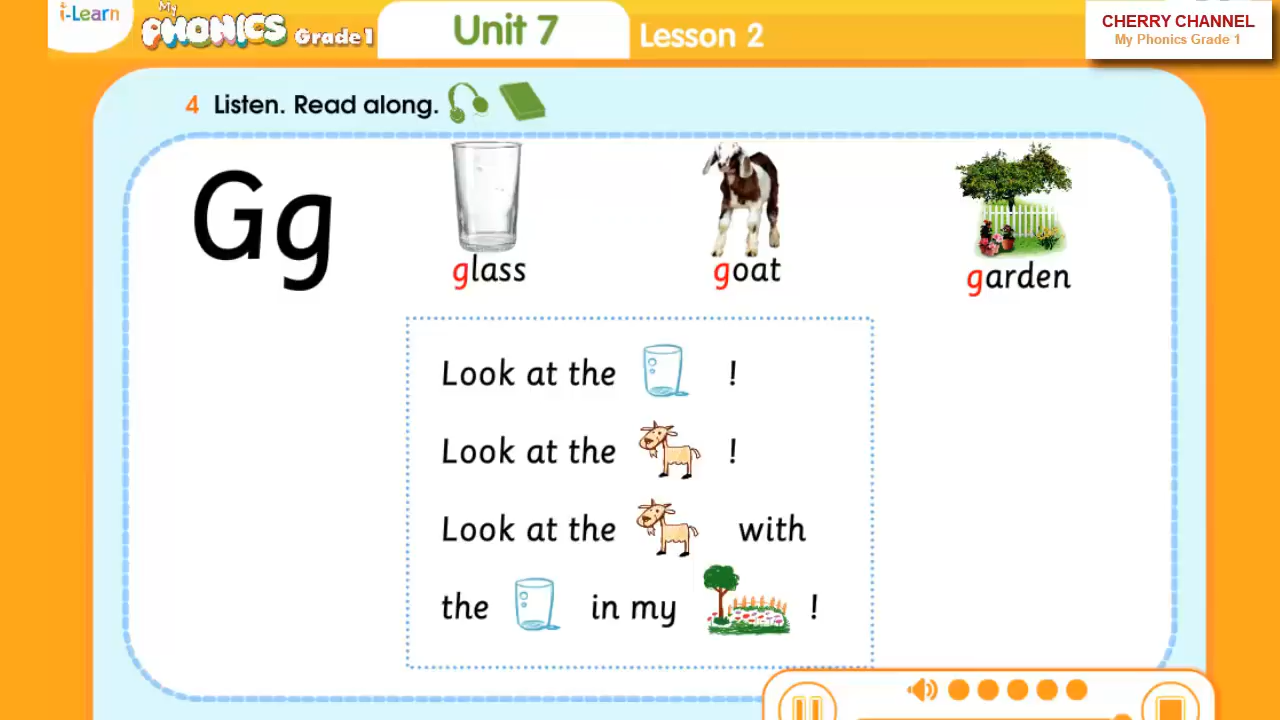 i-Learn
My
PHONICS Grade 1
Unit 7
Lesson 2
CHERRY CHANNEL
My Phonics Grade 1
4 Listen. Read along.
Gg
glass
goat
garden
Look at the !
Look at the !
Look at the with
the in my !